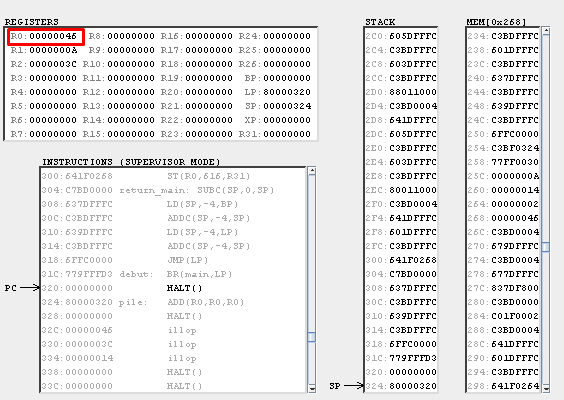 REGISTERS
R0:00000046 R8:00000000 R16:00000000 R24:00000000
R1:0000000A R9:00000000 R17:00000000 R25:00000000
R2:0000003C R10:00000000 R18:00000000 R26:00000000
R3:00000000 R11:00000000 R19:00000000 BP:00000000
R4:00000000 R12:00000000 R20:00000000 LP:80000320
R5:00000000 R13:00000000 R21:00000000 SP:00000324
R6:00000000 R14:00000000 R22:00000000 XP:00000000
R7:00000000 R15:00000000 R23:00000000 R31:00000000
INSTRUCTIONS (SUPERVISOR MODE)
300:641F0268 ST(R0,616,R31)
304:C7BD0000 return_main: SUBC(SP,0,SP)
308:637DFFFC LD(SP,-4,BP)
30C:C3BDFFFC ADDC(SP,-4,SP)
310:639DFFFC LD(SP,-4,LP)
314:C3BDFFFC ADDC(SP,-4,SP)
318:6FFC0000 JMP(LP)
31C:779FFFD3 debut: BR(main,LP)
PC
320:00000000 HALT()
324:80000320 pile: ADD(R0,R0,R0)
328:00000000 HALT()
32C:00000046 illop
330:0000003C illop
334:00000014 illop
338:00000000 HALT()
33C:00000000 HALT()
STACK
2C0:605DFFFC
2C4:C3BDFFFC
2C8:603DFFFC
2CC:C3BDFFFC
2D0:88011000
2D4:C3BD0004
2D8:641DFFFC
2DC:605DFFFC
2E0:C3BDFFFC
2E4:603DFFFC
2E8:C3BDFFFC
2EC:80011000
2F0:C3BD0004
2F4:641DFFFC
2F8:601DFFFC
2FC:C3BDFFFC
300:641F0268
304:C7BD0000
308:637DFFFC
30C:C3BDFFFC
310:639DFFFC
314:C3BDFFFC
318:6FFC0000
31C:779FFFD3
320:00000000
SP
324:80000320
MEM[0x268]
234:C3BDFFFC
238:601DFFFC
23C:C3BDFFFC
240:637DFFFC
244:C3BDFFFC
248:639DFFFC
24C:C3BDFFFC
250:6FFC0000
254:C3BF0324
258:77FF0030
25C:0000000A
260:00000014
264:00000002
268:00000046
26C:C3BD0004
270:679DFFFC
274:C3BD0004
278:677DFFFC
27C:837DF800
280:C3BD0004
284:C01F0002
288:C3BD0004
28C:641DFFFC
290:601DFFFC
294:C3BDFFFC
298:641F0264